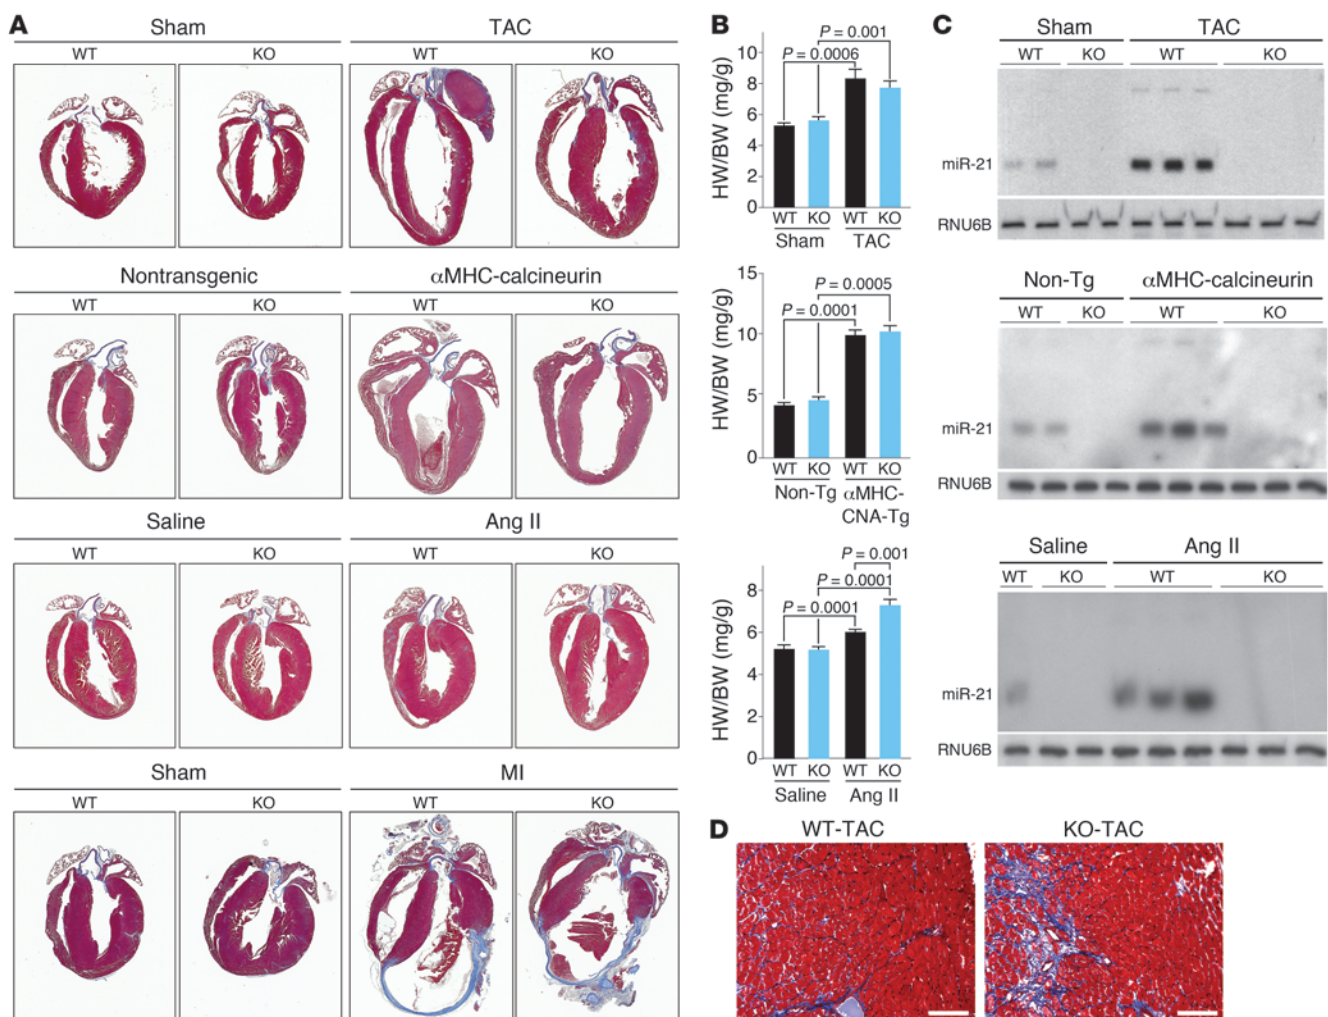 A
Sham TAC
WT KO WT KO
Nontransgenic αMHC-calcineurin
WT KO WT KO
Saline Ang II
WT KO WT KO
Sham MI
WT KO WT KO
B
P = 0.001
P = 0.0006
HW/BW (mg/g)
10
8
6
4
2
0
WT KO WT KO
Sham TAC
P = 0.0005
P = 0.0001
HW/BW (mg/g)
15
10
5
0
WT KO WT KO
Non-Tg αMHC-
CNA-Tg
P = 0.001
P = 0.0001
P = 0.0001
HW/BW (mg/g)
8
6
4
2
0
WT KO WT KO
Saline Ang II
C
Sham TAC
WT KO WT KO
miR-21
RNU6B
Non-Tg αMHC-calcineurin
WT KO WT KO
miR-21
RNU6B
Saline Ang II
WT KO WT KO
miR-21
RNU6B
D
WT-TAC KO-TAC